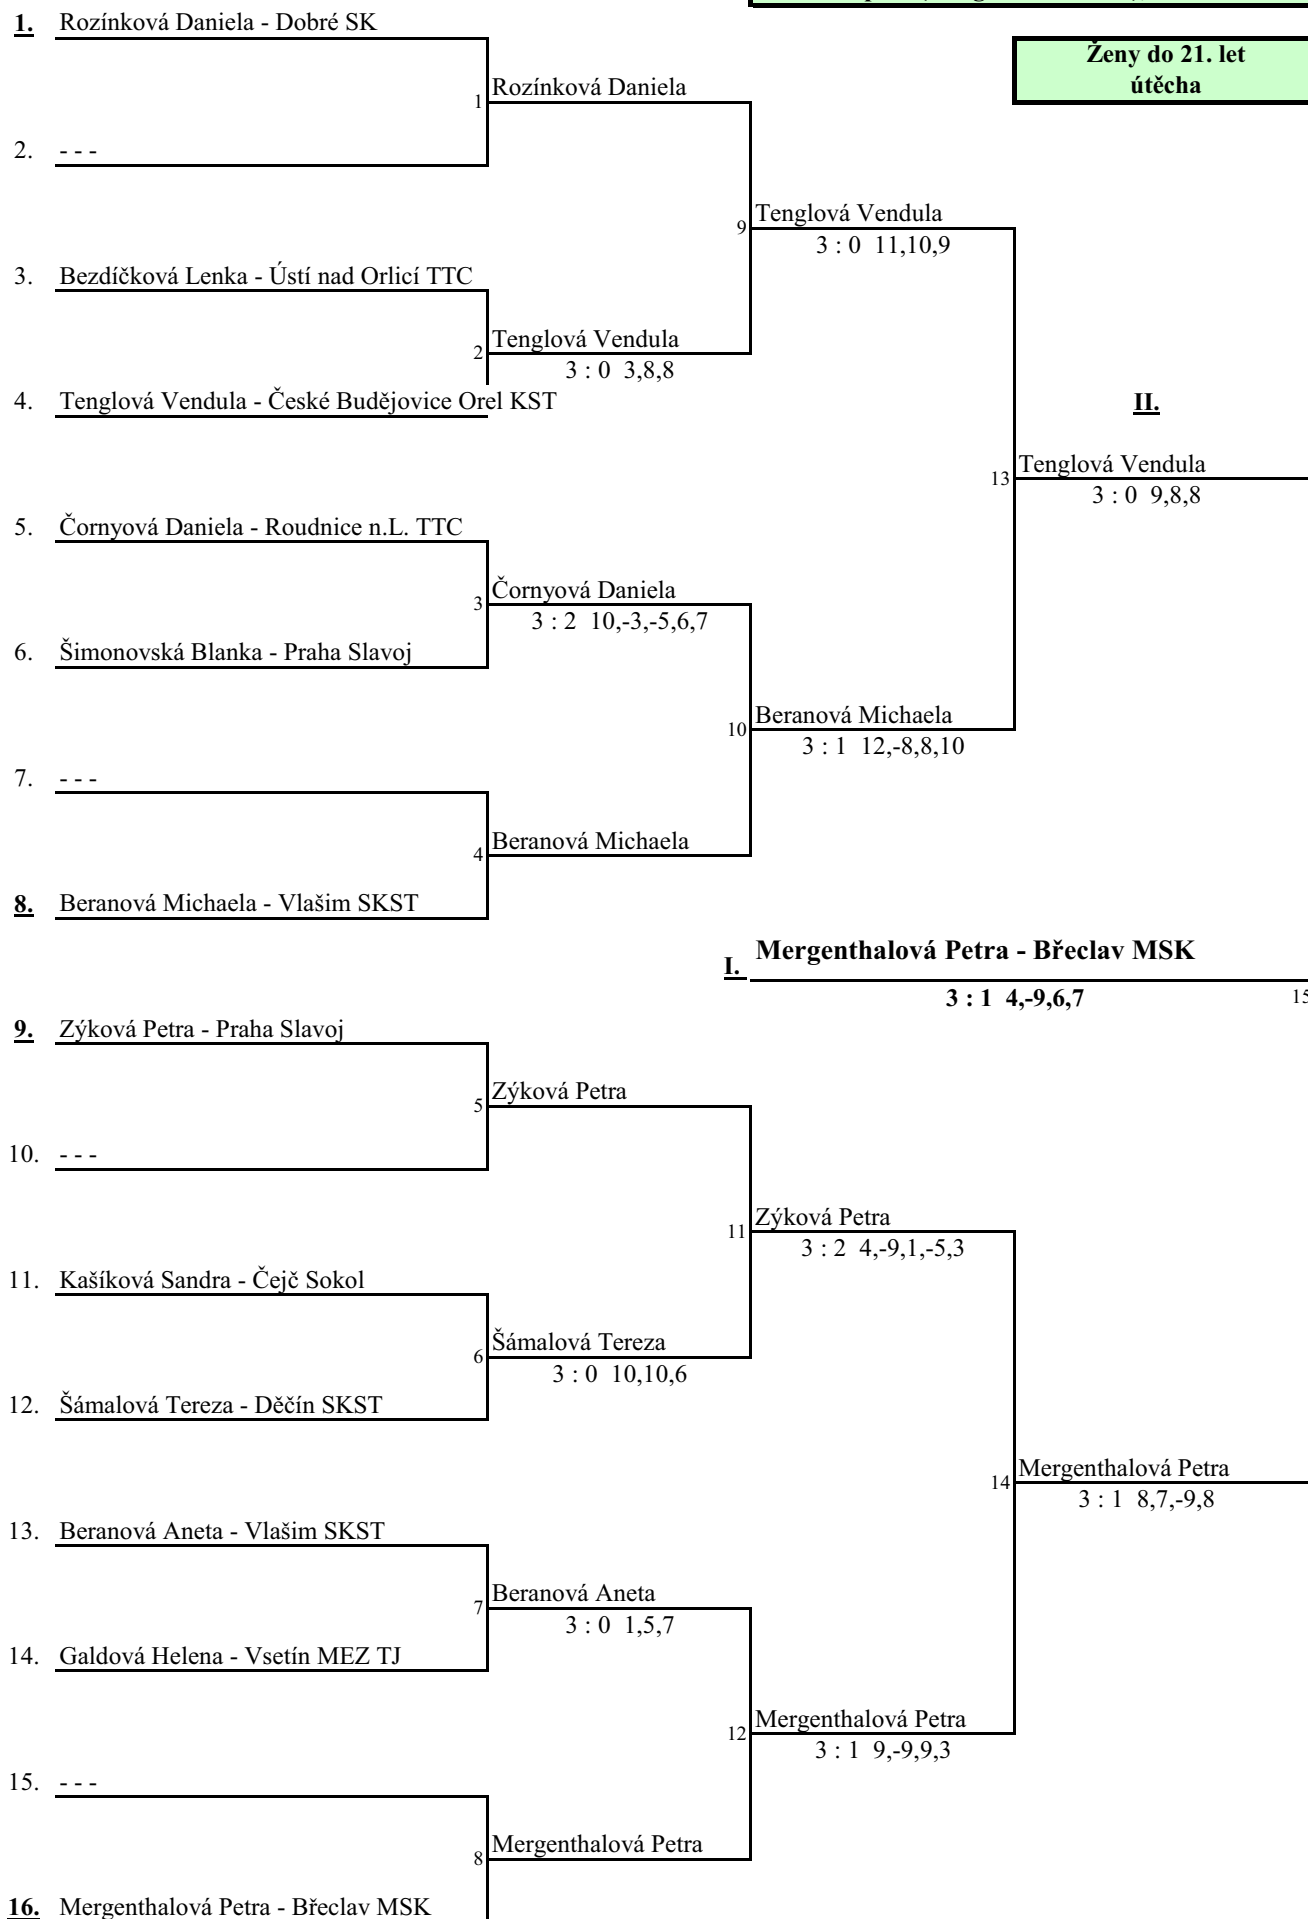 1. Rozínková Daniela - Dobré SK
Ženy do 21. let
útěcha
1 Rozínková Daniela
2. - - -
9 Tenglová Vendula
3 : 0 11,10,9
3. Bezdíčková Lenka - Ústí nad Orlicí TTC
2 Tenglová Vendula
3 : 0 3,8,8
4. Tenglová Vendula - České Budějovice Orel KST
II.
13 Tenglová Vendula
3 : 0 9,8,8
5. Čornyová Daniela - Roudnice n.L. TTC
3 Čornyová Daniela
3 : 2 10,-3,-5,6,7
6. Šimonovská Blanka - Praha Slavoj
10 Beranová Michaela
3 : 1 12,-8,8,10
7. - - -
4 Beranová Michaela
8. Beranová Michaela - Vlašim SKST
I. Mergenthalová Petra - Břeclav MSK
3 : 1 4,-9,6,7 15
9. Zýková Petra - Praha Slavoj
5 Zýková Petra
10. - - -
11 Zýková Petra
3 : 2 4,-9,1,-5,3
11. Kašíková Sandra - Čejč Sokol
6 Šámalová Tereza
3 : 0 10,10,6
12. Šámalová Tereza - Děčín SKST
14 Mergenthalová Petra
3 : 1 8,7,-9,8
13. Beranová Aneta - Vlašim SKST
7 Beranová Aneta
3 : 0 1,5,7
14. Galdová Helena - Vsetín MEZ TJ
12 Mergenthalová Petra
3 : 1 9,-9,9,3
15. - - -
8 Mergenthalová Petra
16. Mergenthalová Petra - Břeclav MSK